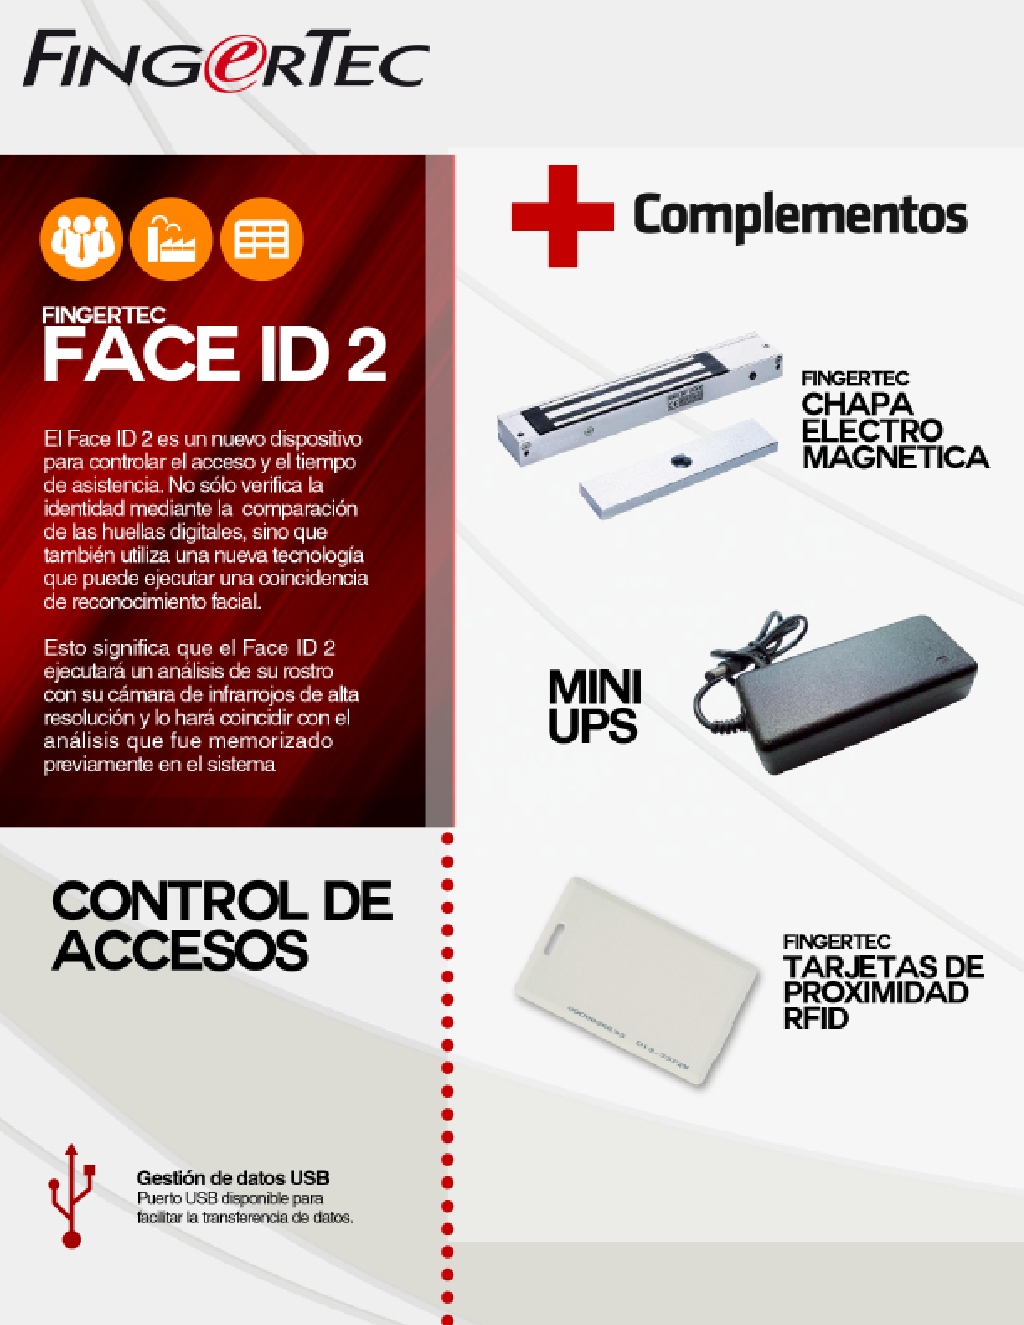 FINGERTEC
FINGERTEC
FACE ID 2
El Face ID 2 es un nuevo dispositivo
para controlar el acceso y el tiempo
de asistencia. No sólo verifica la
identidad mediante la comparación
de las huellas digitales, sino que
también utiliza una nueva tecnología
que puede ejecutar una coincidencia
de reconocimiento facial.
Esto significa que el Face ID 2
ejecutará un análisis de su rostro
con su cámara de infrarrojos de alta
resolución y lo hará coincidir con el
análisis que fue memorizado
previamente en el sistema
CONTROL DE
ACCESOS
Gestión de datos USB
Puerto USB disponible para
facilitar la transferencia de datos.
Complementos
FINGERTEC
CHAPA
ELECTRO
MAGNETICA
MINI
UPS
FINGERTEC
TARJETAS DE
PROXIMIDAD
RFID